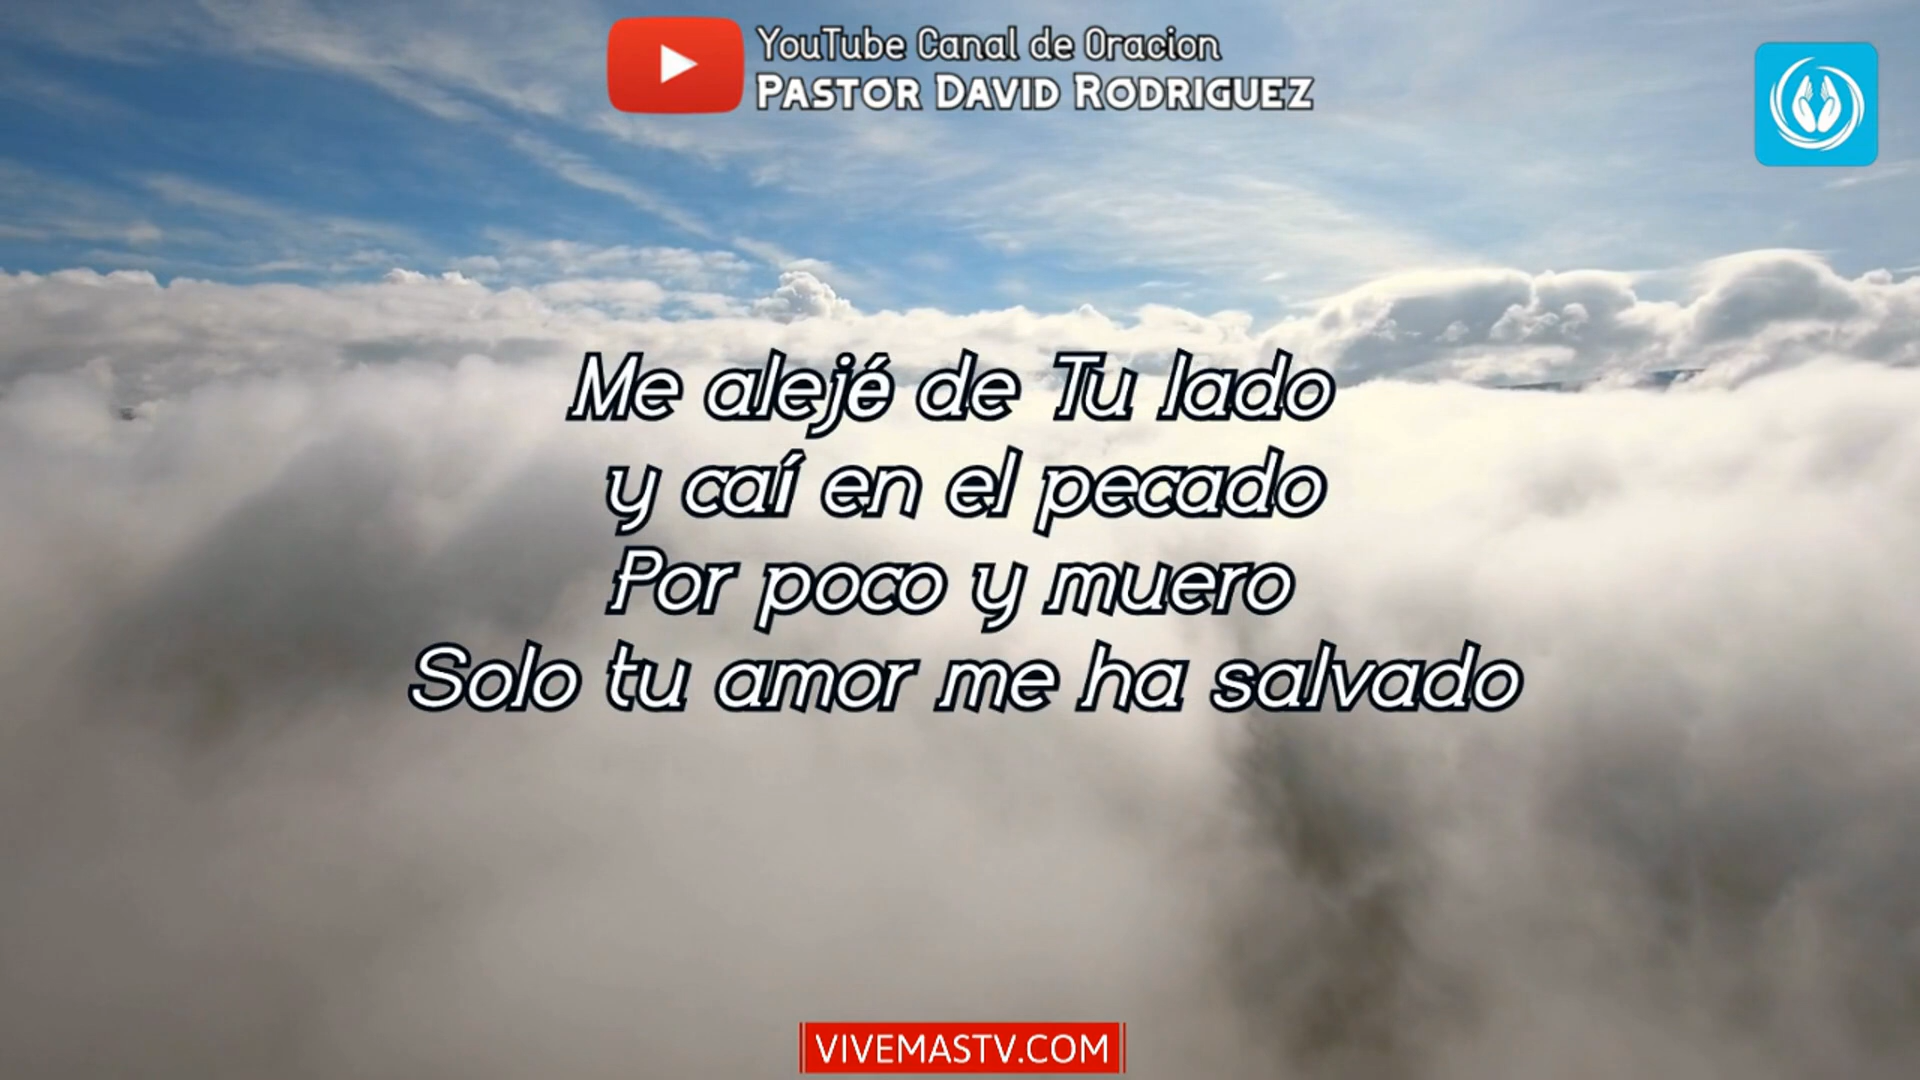 YouTube Canal de Oracion
PASTOR DAVID RODRIGUEZ
Me alejé de Tu lado
y caí en el pecado
Por poco y muero
Solo tu amor me ha salvado
VIVEMASTV.COM